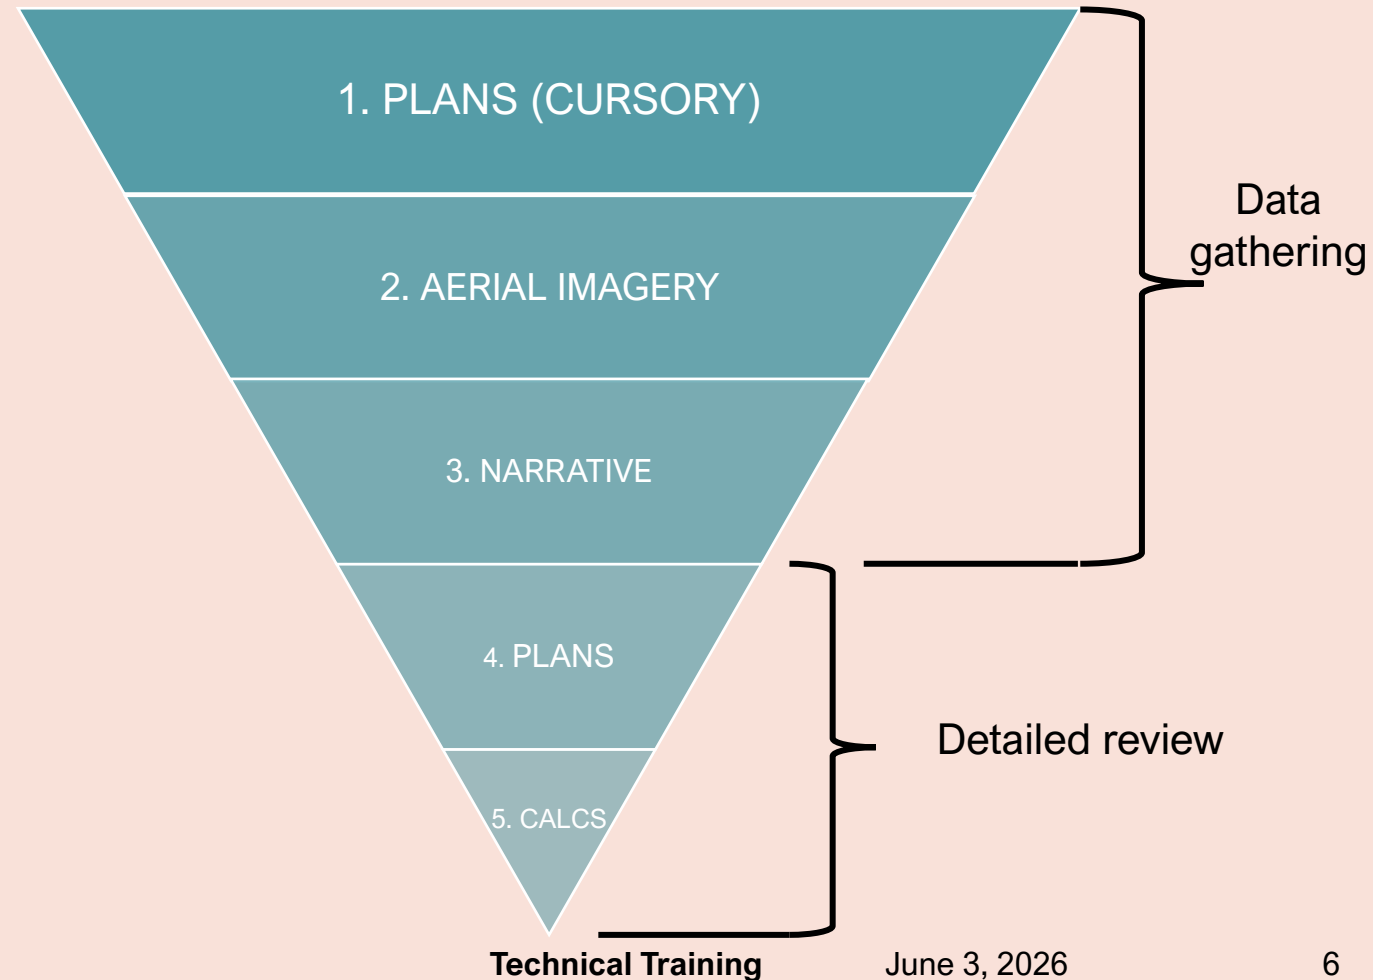 1. PLANS (CURSORY)
2. AERIAL IMAGERY
3. NARRATIVE
4. PLANS
5. CALCS
Data
gathering
Detailed review
Technical Training June 3, 2026 6